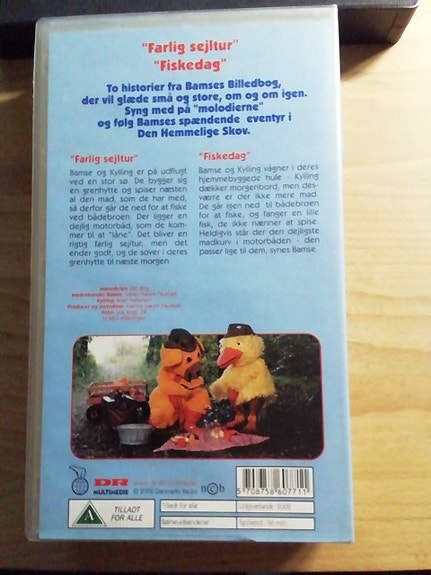 "Farlig sejltur"
"Fiskedag"
To historier fra Bamses Billedbog,
der vil glæde små og store, om og om igen.
Syng med på "molodierne"
og følg Bamses spændende eventyr i
Den Hemmelige Skov.
"Farlig sejltur"
Bamse og Kylling er på udflugt
ved en stor sø. De bygger sig
en grenhytte og spiser næsten
al den mad, som de har med,
så derfor går de ned for at fiske
ved bådebroen. Der ligger en
dejlig motorbåd, som de kom-
mer til at "låne". Det bliver en
rigtig farlig sejltur, men det
ender godt, og de sover i deres
grenhytte til næste morgen.
"Fiskedag"
Bamse og Kylling vågner i deres
hjemmebyggede hule - Kylling
dækker morgenbord, men des-
værre er der ikke mere mad.
De går igen ned til bådebroen
for at fiske, og fanger en lille
fisk, de ikke nænner at spise.
Heldigvis står der den dejligste
madkurv i motorbåden - den
passer lige til dem, synes Bamse.
DR
MULTIMEDIE
ncb
5 708758 607711
A
TILLADT
FOR ALLE
Tilladt for alle